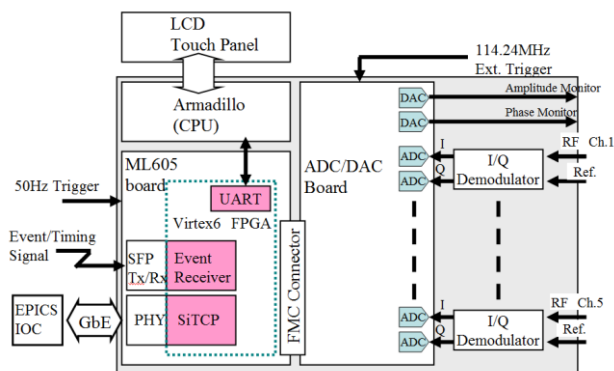 LCD
Touch Panel
114.24MHz
Ext. Trigger
Armadillo
(CPU)
DAC
Amplitude Monitor
DAC
Phase Monitor
ML605
board
ADC/DAC
Board
ADC
I
I/Q
Demodulator
RF Ch.1
ADC
Q
Ref.
50Hz Trigger
UART
Virtex6 FPGA
Event/Timing
Signal
SFP
Tx/Rx
Event
Receiver
FMC Connector
EPICS
IOC
GbE
PHY
SiTCP
ADC
I
I/Q
Demodulator
RF Ch.5
ADC
Q
Ref.